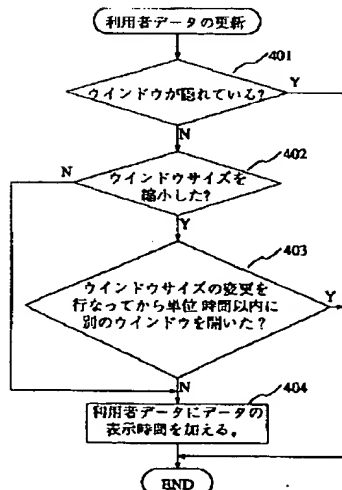 利用者データの更新
401
ウインドウが隠れている?
Y
N
402
N
ウインドウサイズを
縮小した?
Y
403
ウインドウサイズの変更を
行なってから単位時間以内に
別のウインドウを開いた?
Y
N
404
利用者データにデータの
表示時間を加える。
END